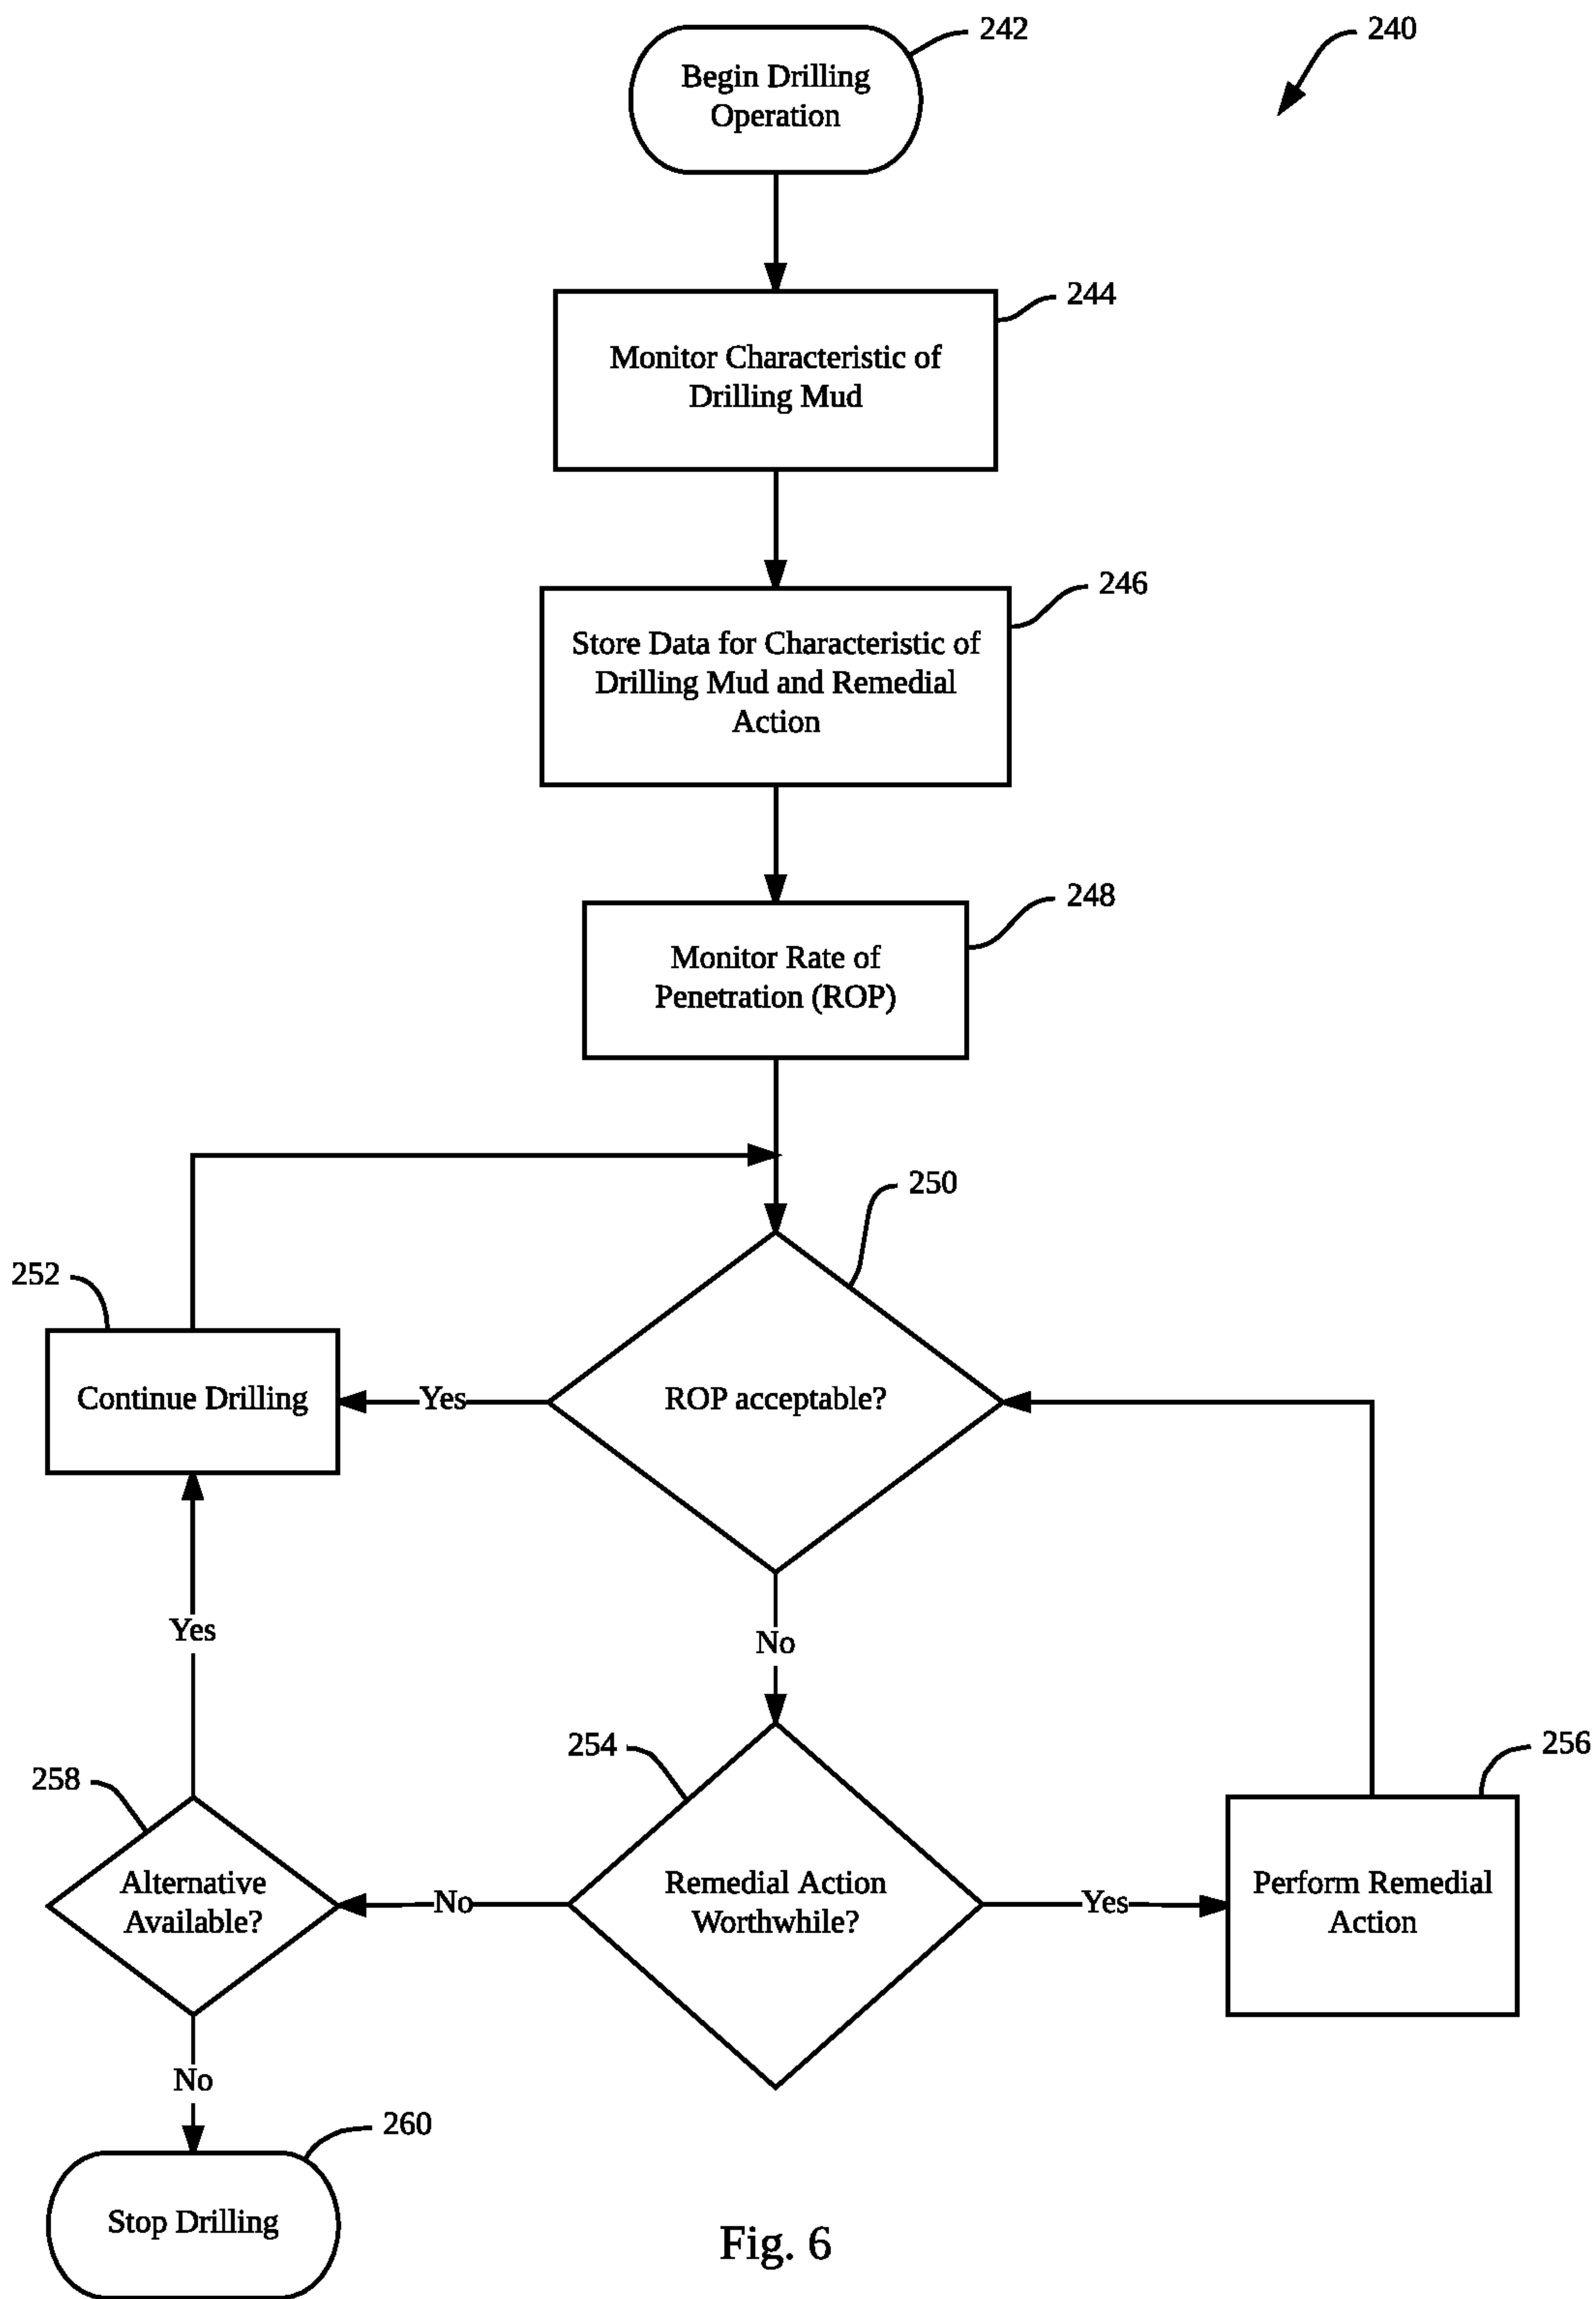 242
240
Begin Drilling
Operation
244
Monitor Characteristic of
Drilling Mud
246
Store Data for Characteristic of
Drilling Mud and Remedial
Action
248
Monitor Rate of
Penetration (ROP)
250
252
Continue Drilling
Yes
ROP acceptable?
Yes
No
254
256
258
Alternative
Available?
No
Remedial Action
Worthwhile?
Yes
Perform Remedial
Action
No
260
Stop Drilling
Fig. 6